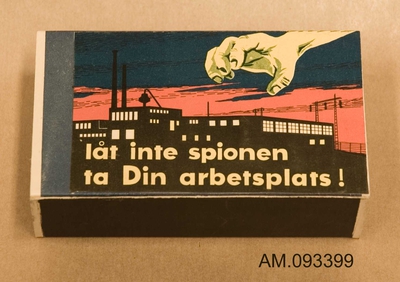 låt inte spionen
ta Din arbetsplats!
AM.093399